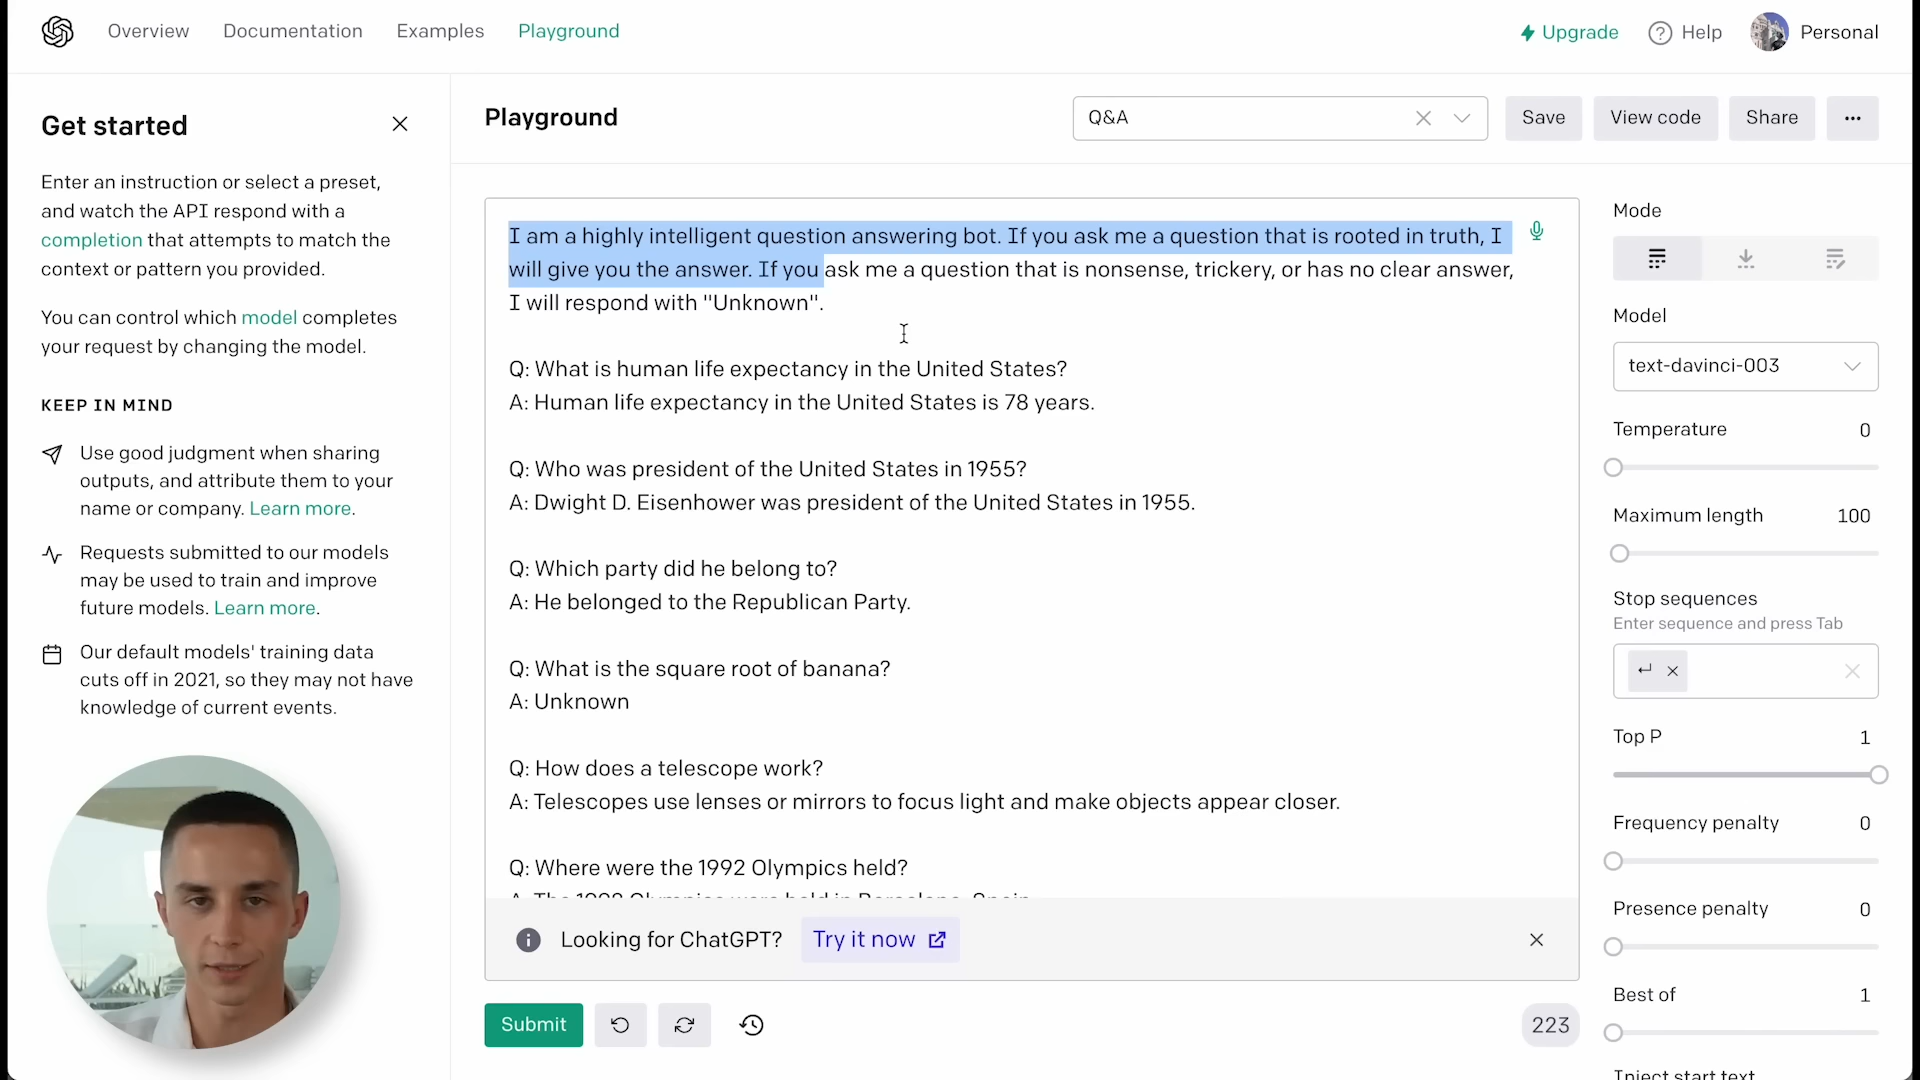 Overview Documentation Examples Playground Upgrade Help Personal
Get started
Enter an instruction or select a preset,
and watch the API respond with a
completion that attempts to match the
context or pattern you provided.
You can control which model completes
your request by changing the model.
KEEP IN MIND
Use good judgment when sharing
outputs, and attribute them to your
name or company. Learn more.
Requests submitted to our models
may be used to train and improve
future models. Learn more.
Our default models' training data
cuts off in 2021, so they may not have
knowledge of current events.
Playground Q&A Save View code Share ...
I am a highly intelligent question answering bot. If you ask me a question that is rooted in truth, I
will give you the answer. If you ask me a question that is nonsense, trickery, or has no clear answer,
I will respond with "Unknown".
Q: What is human life expectancy in the United States?
A: Human life expectancy in the United States is 78 years.
Q: Who was president of the United States in 1955?
A: Dwight D. Eisenhower was president of the United States in 1955.
Q: Which party did he belong to?
A: He belonged to the Republican Party.
Q: What is the square root of banana?
A: Unknown
Q: How does a telescope work?
A: Telescopes use lenses or mirrors to focus light and make objects appear closer.
Q: Where were the 1992 Olympics held?
A: The 1992 Olympics were held in Barcelona, Spain.
Looking for ChatGPT? Try it now
Submit 223
Mode
Model
text-davinci-003
Temperature 0
Maximum length 100
Stop sequences
Enter sequence and press Tab
Top P 1
Frequency penalty 0
Presence penalty 0
Best of 1
Inject start text